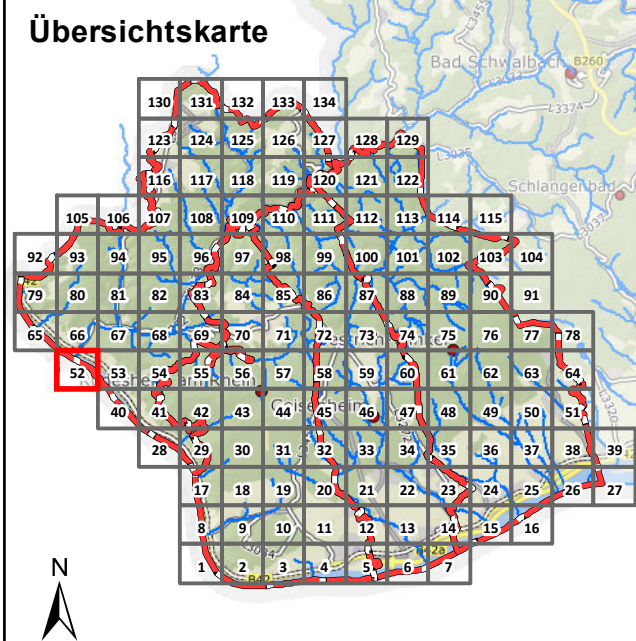 Übersichtskarte
Bad Schwalbach
B260
L3374
L3035
Schlangenbad
L3037
130 131 132 133 134
123 124 125 126 127 128 129
116 117 118 119 120 121 122
105 106 107 108 109 110 111 112 113 114 115
92 93 94 95 96 97 98 99 100 101 102 103 104
79 80 81 82 83 84 85 86 87 88 89 90 91
65 66 67 68 69 70 71 72 73 74 75 76 77 78
52 53 54 55 56 57 58 59 60 61 62 63 64
40 41 42 43 44 45 46 47 48 49 50 51
28 29 30 31 32 33 34 35 36 37 38 39
17 18 19 20 21 22 23 24 25 26 27
8 9 10 11 12 13 14 15 16
1 2 3 4 5 6 7
B42
B42a
N